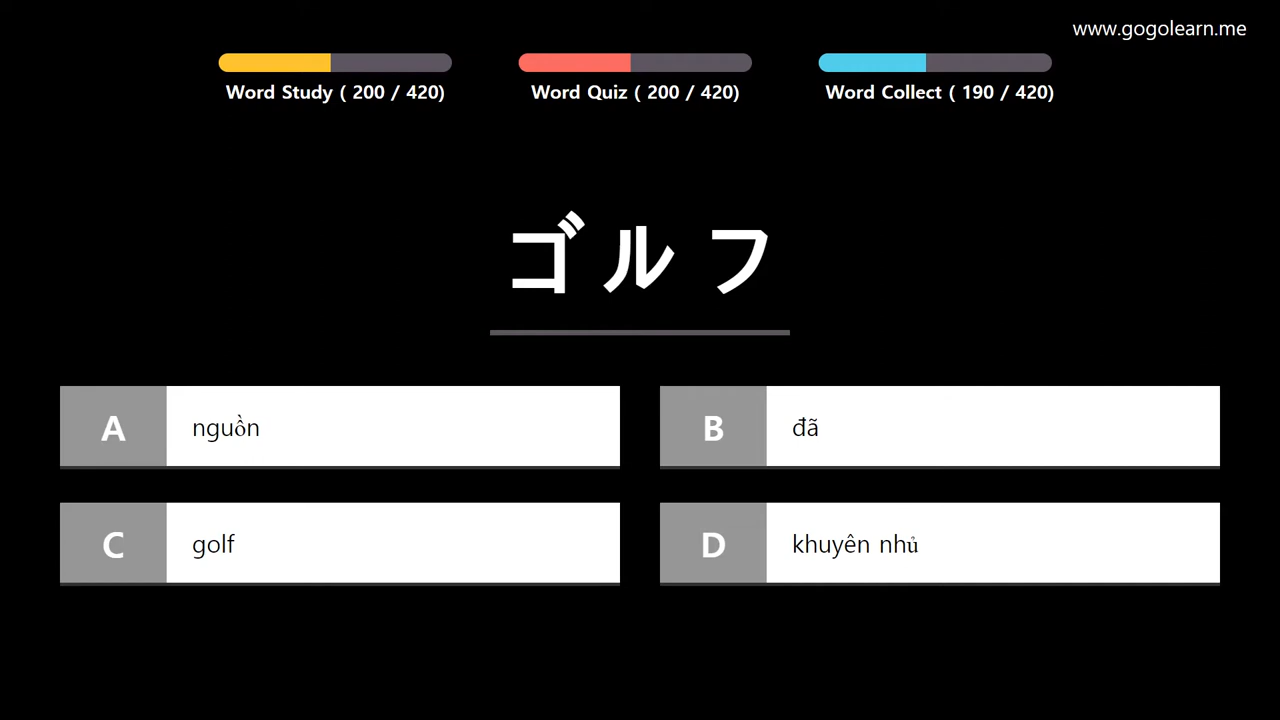 www.gogolearn.me
Word Study ( 200 / 420)
Word Quiz ( 200 / 420)
Word Collect ( 190 / 420)
ゴルフ
A nguồn
B đã
C golf
D khuyên nhủ